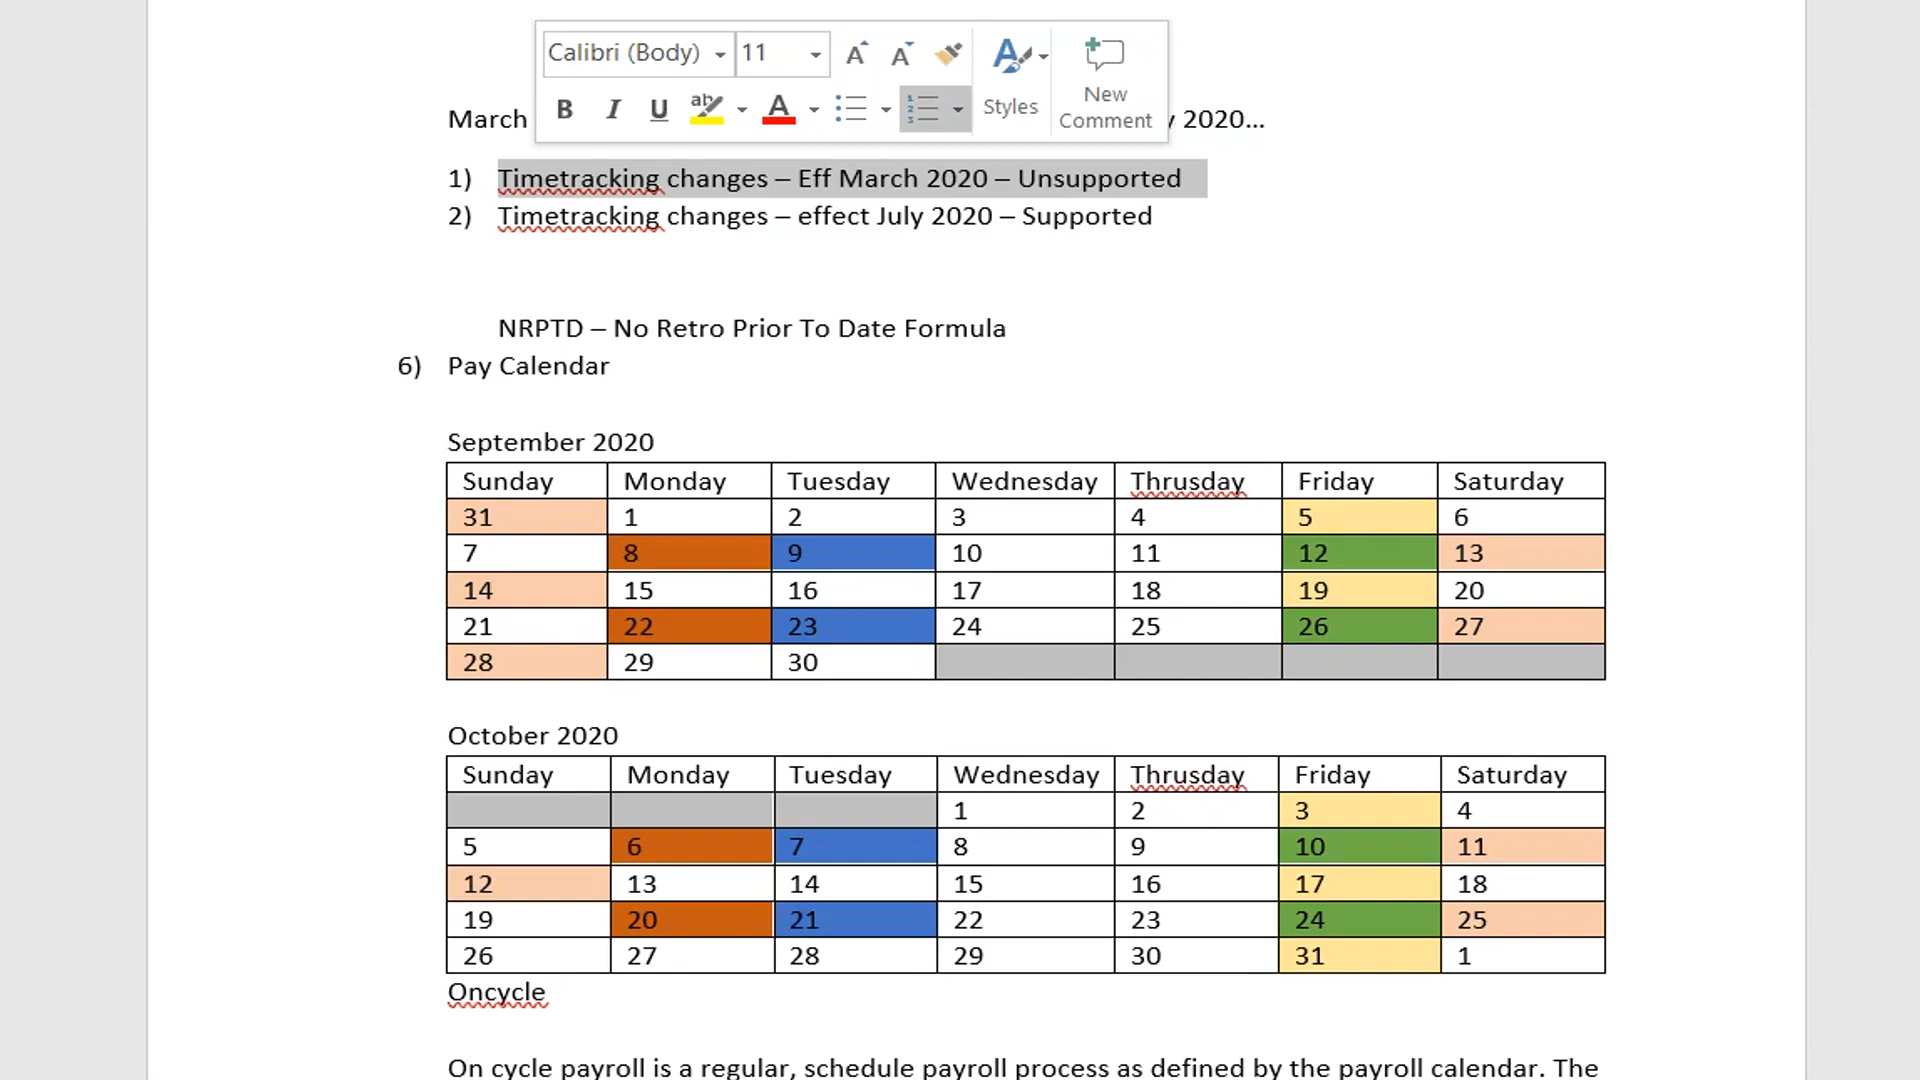 Calibri (Body) 11
B I U ab A Styles New Comment
March 2020...
1) Timetracking changes – Eff March 2020 – Unsupported
2) Timetracking changes – effect July 2020 – Supported
NRPTD – No Retro Prior To Date Formula
6) Pay Calendar
September 2020
Sunday Monday Tuesday Wednesday Thrusday Friday Saturday
31 1 2 3 4 5 6
7 8 9 10 11 12 13
14 15 16 17 18 19 20
21 22 23 24 25 26 27
28 29 30
October 2020
Sunday Monday Tuesday Wednesday Thrusday Friday Saturday
1 2 3 4
5 6 7 8 9 10 11
12 13 14 15 16 17 18
19 20 21 22 23 24 25
26 27 28 29 30 31 1
Oncycle
On cycle payroll is a regular, schedule payroll process as defined by the payroll calendar. The